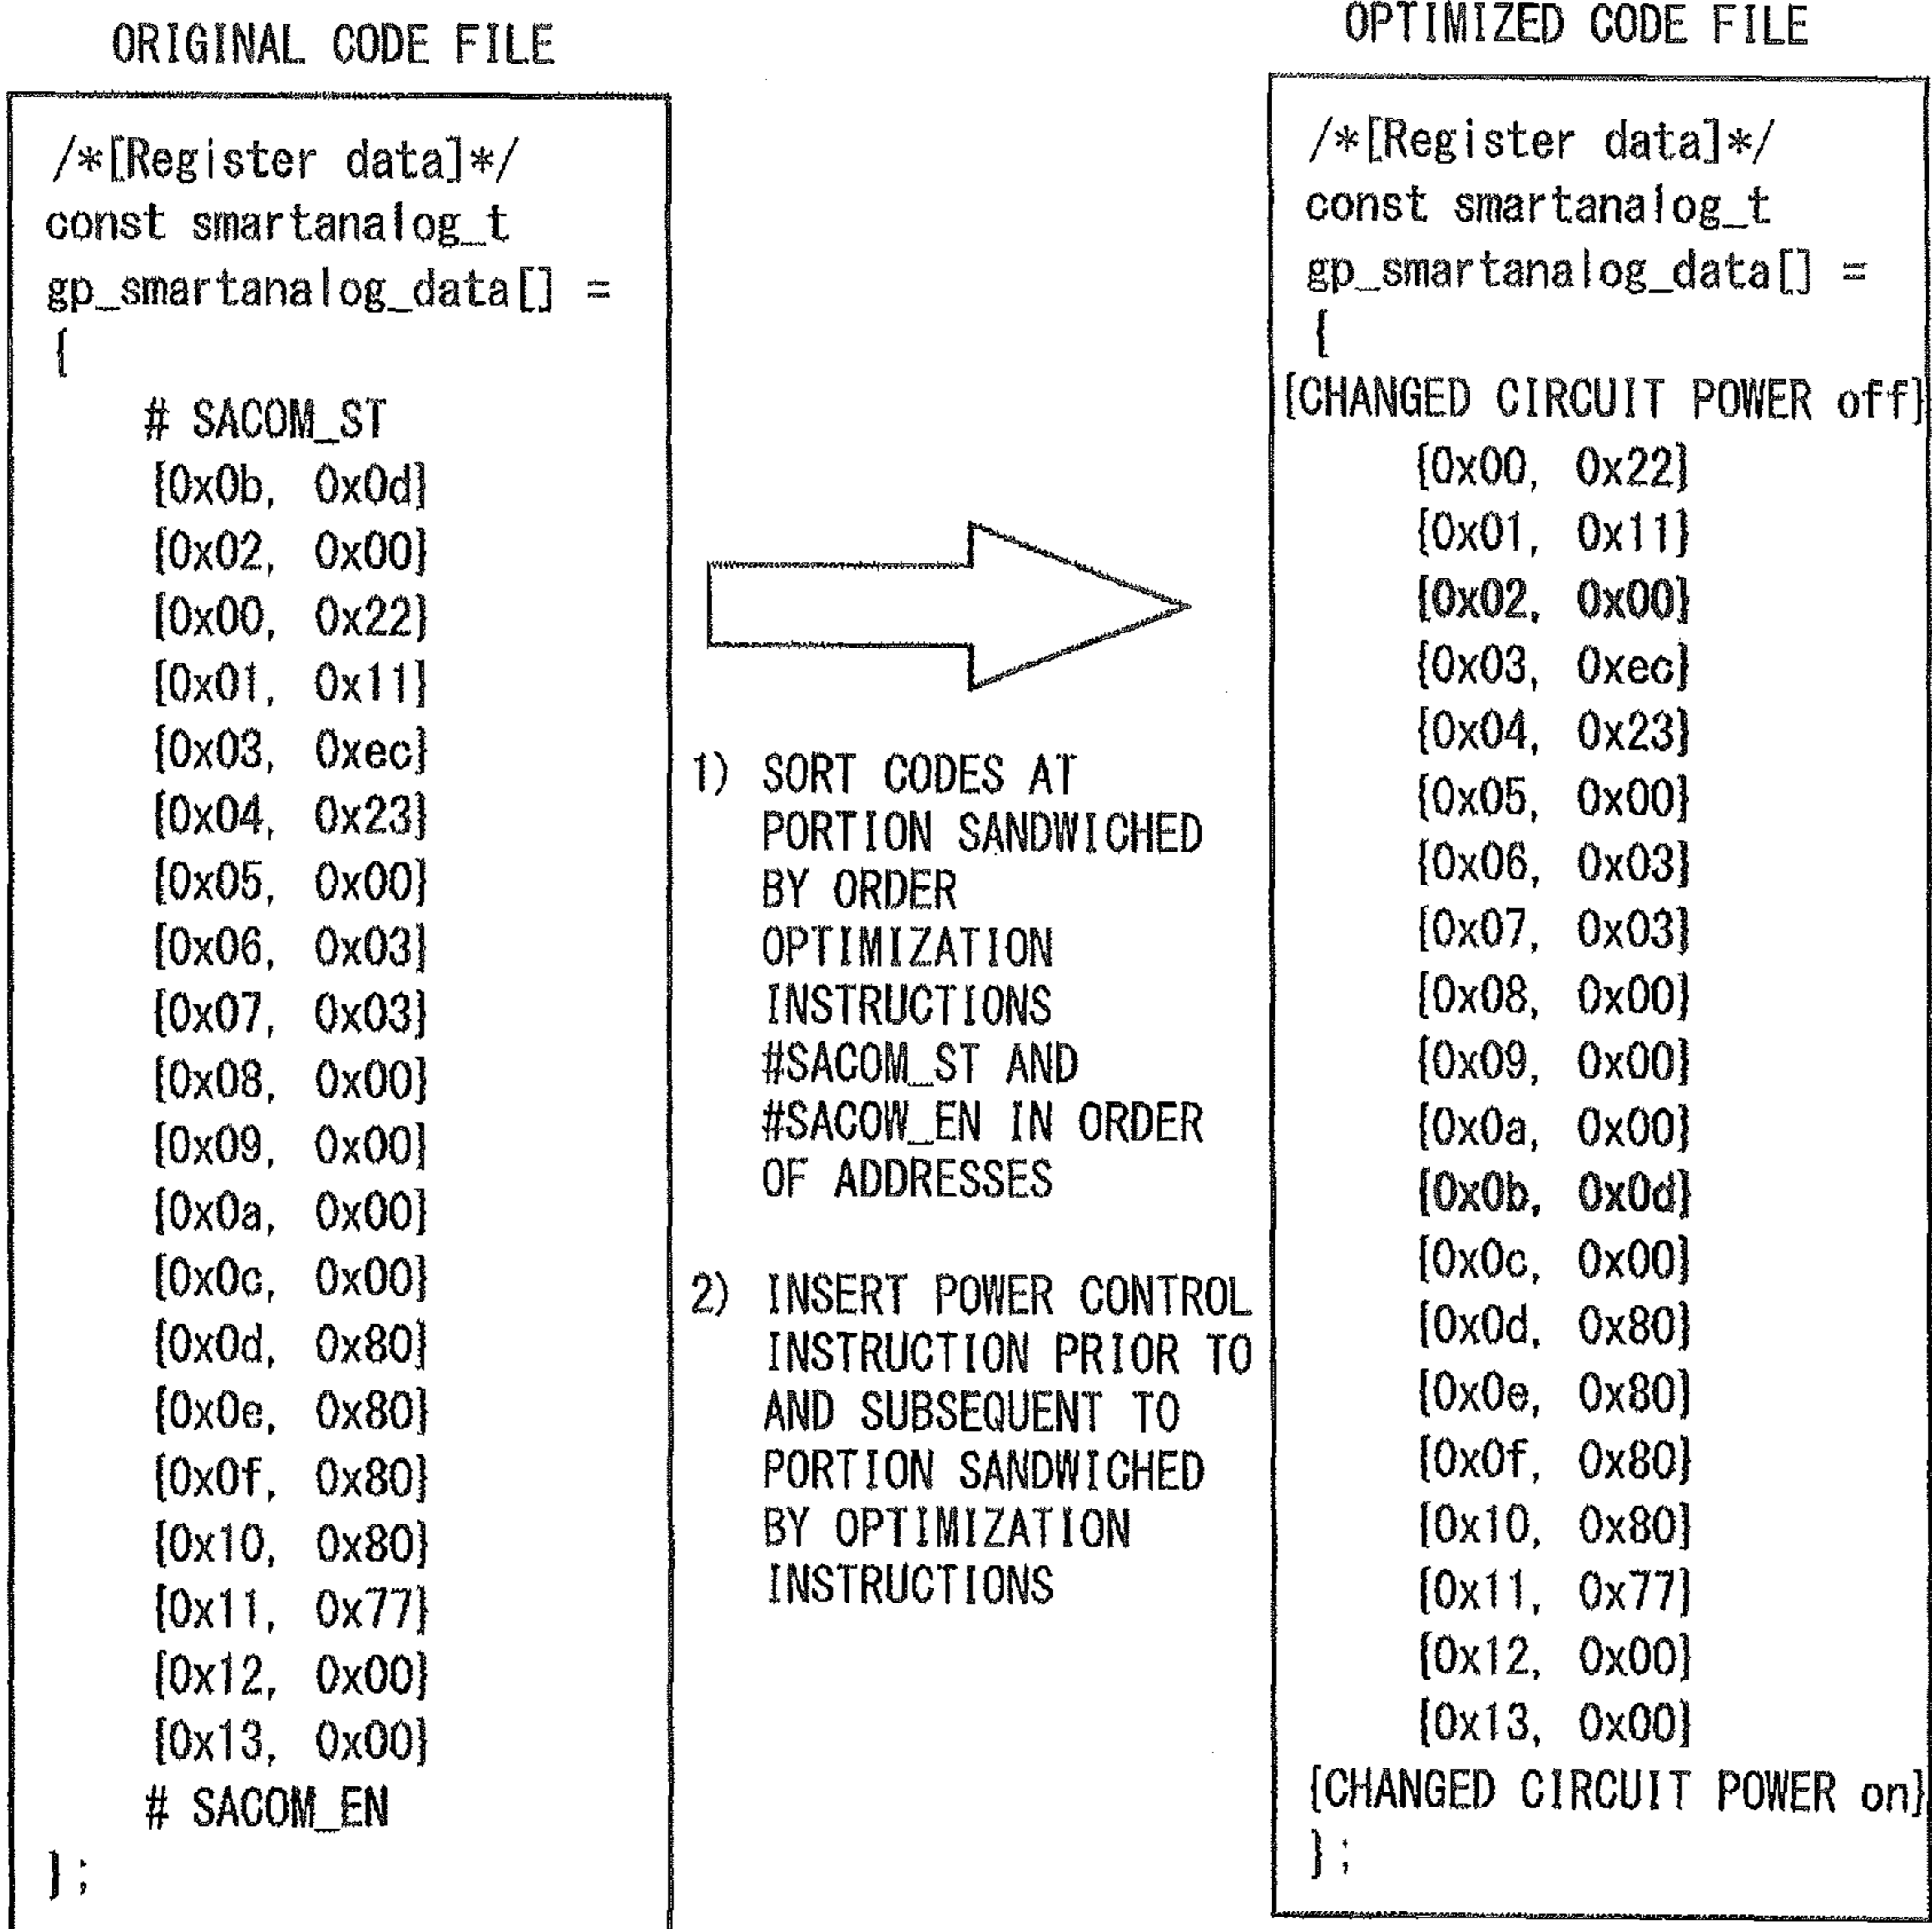 ORIGINAL CODE FILE
/*[Register data]*/
const smartanalog_t
gp_smartanalog_data[] =
{
# SACOM_ST
{0x0b, 0x0d}
{0x02, 0x00}
{0x00, 0x22}
{0x01, 0x11}
{0x03, 0xec}
{0x04, 0x23}
{0x05, 0x00}
{0x06, 0x03}
{0x07, 0x03}
{0x08, 0x00}
{0x09, 0x00}
{0x0a, 0x00}
{0x0c, 0x00}
{0x0d, 0x80}
{0x0e, 0x80}
{0x0f, 0x80}
{0x10, 0x80}
{0x11, 0x77}
{0x12, 0x00}
{0x13, 0x00}
# SACOM_EN
};
1) SORT CODES AT
PORTION SANDWICHED
BY ORDER
OPTIMIZATION
INSTRUCTIONS
#SACOM_ST AND
#SACOW_EN IN ORDER
OF ADDRESSES
2) INSERT POWER CONTROL
INSTRUCTION PRIOR TO
AND SUBSEQUENT TO
PORTION SANDWICHED
BY OPTIMIZATION
INSTRUCTIONS
OPTIMIZED CODE FILE
/*[Register data]*/
const smartanalog_t
gp_smartanalog_data[] =
{
{CHANGED CIRCUIT POWER off}
{0x00, 0x22}
{0x01, 0x11}
{0x02, 0x00}
{0x03, 0xec}
{0x04, 0x23}
{0x05, 0x00}
{0x06, 0x03}
{0x07, 0x03}
{0x08, 0x00}
{0x09, 0x00}
{0x0a, 0x00}
{0x0b, 0x0d}
{0x0c, 0x00}
{0x0d, 0x80}
{0x0e, 0x80}
{0x0f, 0x80}
{0x10, 0x80}
{0x11, 0x77}
{0x12, 0x00}
{0x13, 0x00}
{CHANGED CIRCUIT POWER on}
};